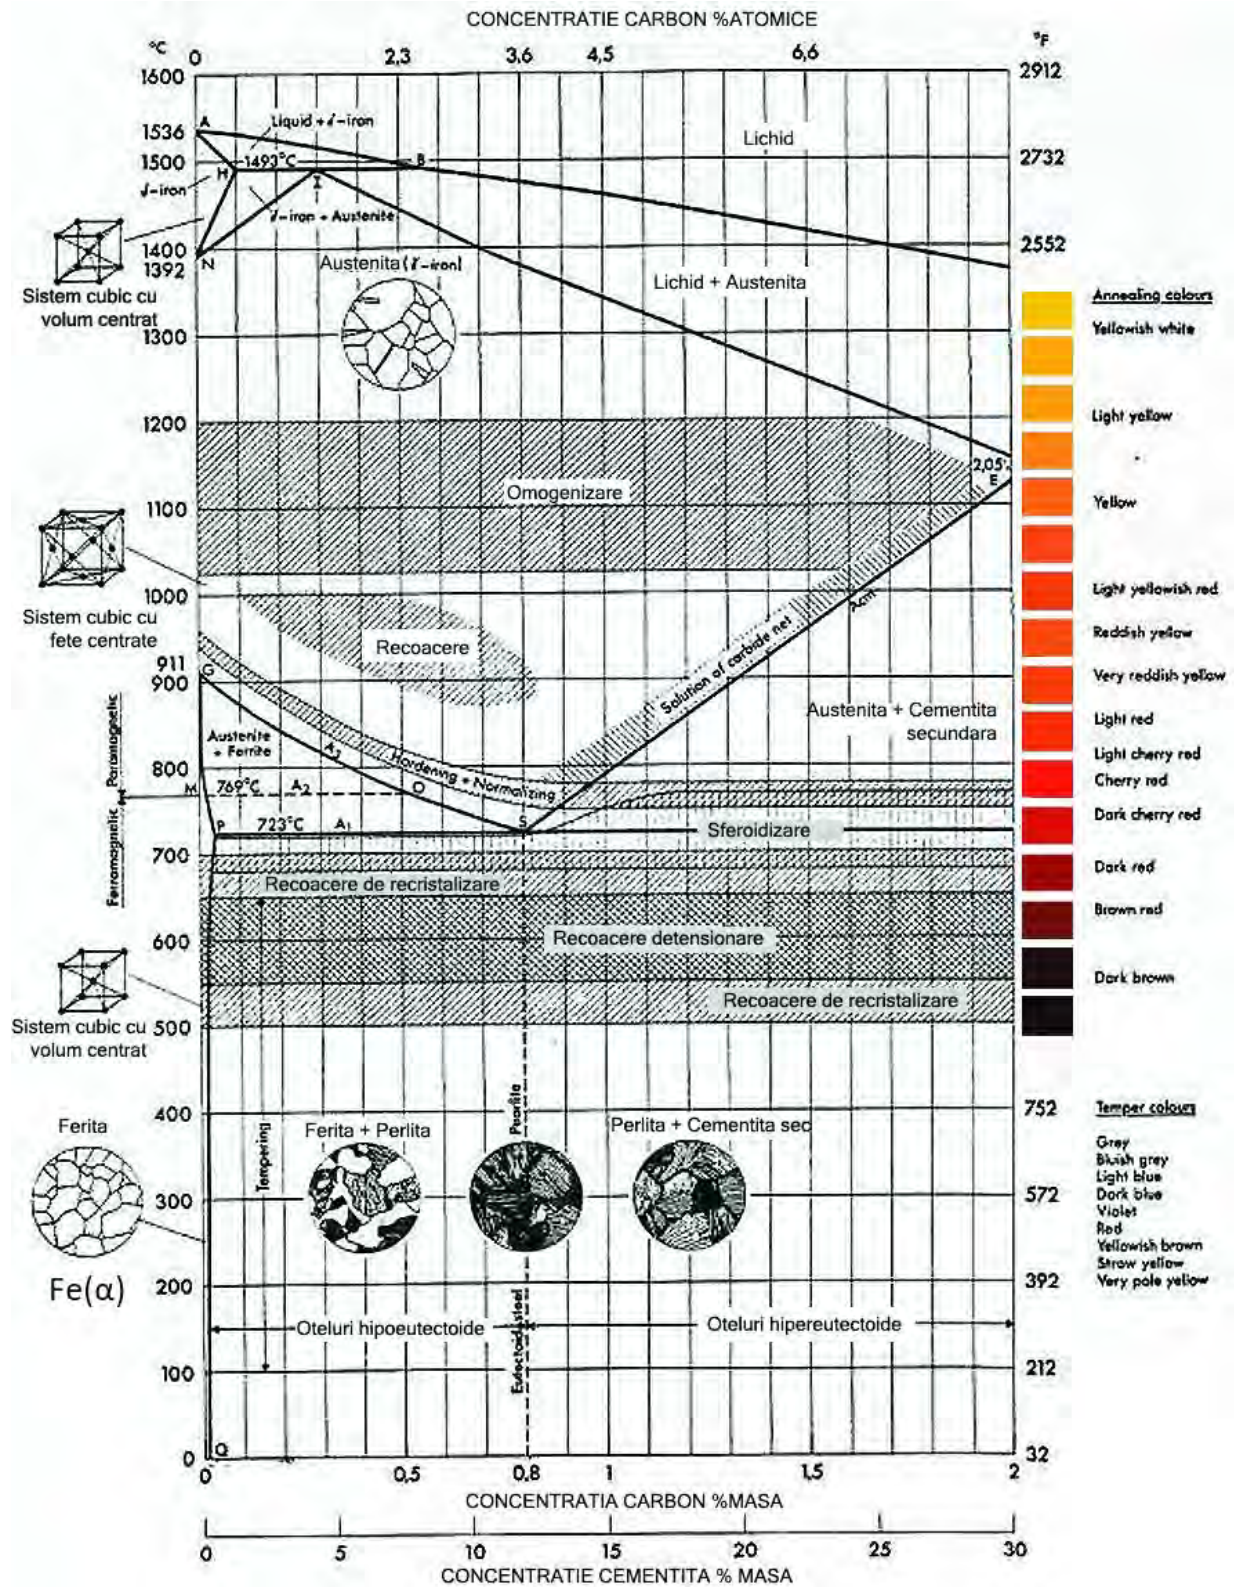 CONCENTRATIE CARBON %ATOMICE
°C 0 2,3 3,6 4,5 6,6 °F
1600 2912
A
1536
Liquid + δ-iron
Lichid
1500 1493°C B 2732
H
I
δ-iron
δ-iron + Austenite
1400 2552
1392 N
Austenita (γ-iron)
Lichid + Austenita
Sistem cubic cu
volum centrat
Annealing colours
Yellowish white
1300
Light yellow
1200
2,05
E
Omogenizare
Yellow
1100
1000
Acm
Light yellowish red
Sistem cubic cu
fete centrate
Reddish yellow
Recoacere
911
G
900
Very reddish yellow
Solution of carbide net
Austenita + Cementita
secundara
Light red
Austenite
+ Ferrite
A3
Hardening + Normalizing
Light cherry red
800
Cherry red
M 769°C A2 O
Ferromagnetic Paramagnetic
Dark cherry red
P 723°C A1 S
Sferoidizare
700
Dark red
Recoacere de recristalizare
Brown red
600
Recoacere detensionare
Dark brown
Recoacere de recristalizare
500
Sistem cubic cu
volum centrat
400 752
Temper colours
Ferita
Ferita + Perlita
Pearlite
Perlita + Cementita sec
Grey
Bluish grey
Light blue
Dark blue
Violet
Red
Yellowish brown
Straw yellow
Very pale yellow
Tempering
300 572
Fe(α)
200 392
Oteluri hipoeutectoide
Eutectoid steel
Oteluri hipereutectoide
100 212
Q
0 32
0 0,5 0.8 1 1,5 2
CONCENTRATIA CARBON %MASA
0 5 10 15 20 25 30
CONCENTRATIE CEMENTITA % MASA